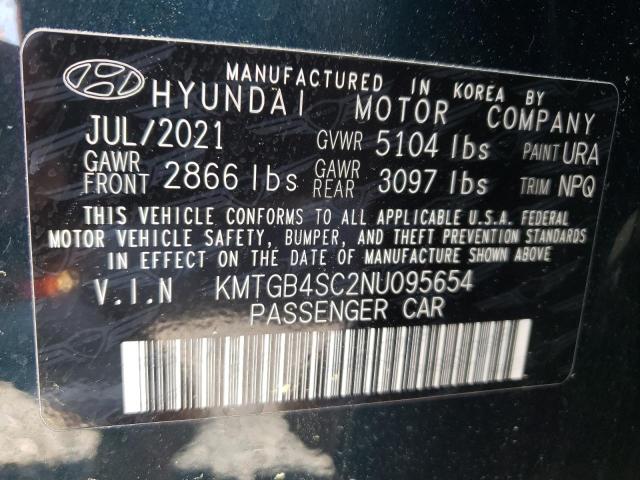 MANUFACTURED IN KOREA BY
HYUNDAI MOTOR COMPANY
JUL/2021 GVWR 5104 lbs PAINT URA
GAWR FRONT 2866 lbs GAWR REAR 3097 lbs TRIM NPQ
THIS VEHICLE CONFORMS TO ALL APPLICABLE U.S.A. FEDERAL
MOTOR VEHICLE SAFETY, BUMPER, AND THEFT PREVENTION STANDARDS
IN EFFECT ON THE DATE OF MANUFACTURE SHOWN ABOVE.
V.I.N KMTGB4SC2NU095654
PASSENGER CAR